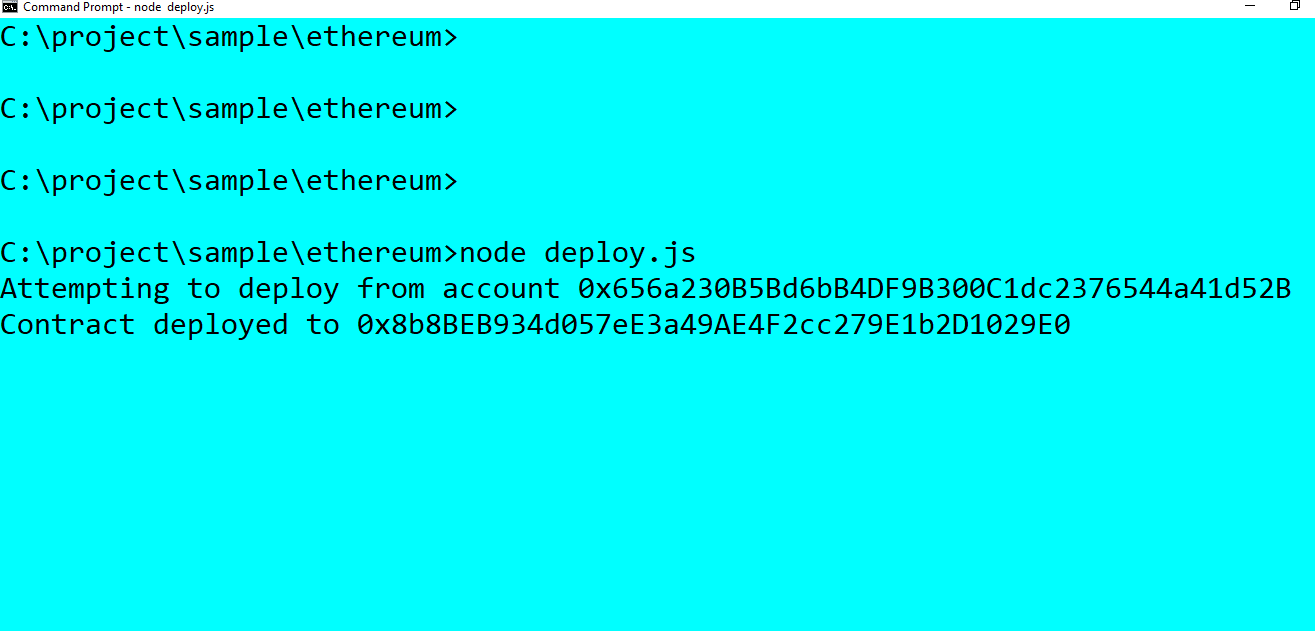 Command Prompt - node  deploy.js
C:\project\sample\ethereum>
C:\project\sample\ethereum>
C:\project\sample\ethereum>
C:\project\sample\ethereum>node deploy.js
Attempting to deploy from account 0x656a230B5Bd6bB4DF9B300C1dc2376544a41d52B
Contract deployed to 0x8b8BEB934d057eE3a49AE4F2cc279E1b2D1029E0